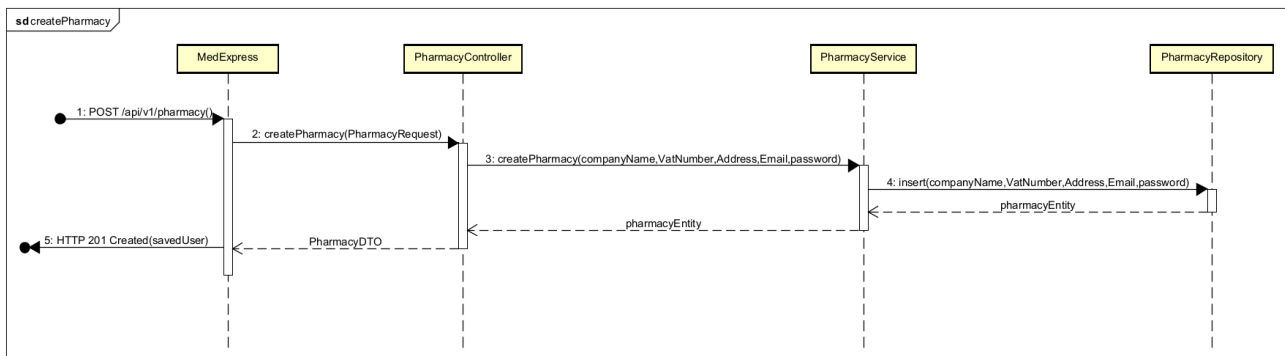 sd createPharmacy
MedExpress
PharmacyController
PharmacyService
PharmacyRepository
1: POST /api/v1/pharmacy()
2: createPharmacy(PharmacyRequest)
3: createPharmacy(companyName,VatNumber,Address,Email,password)
4: insert(companyName,VatNumber,Address,Email,password)
pharmacyEntity
pharmacyEntity
PharmacyDTO
5: HTTP 201 Created(savedUser)